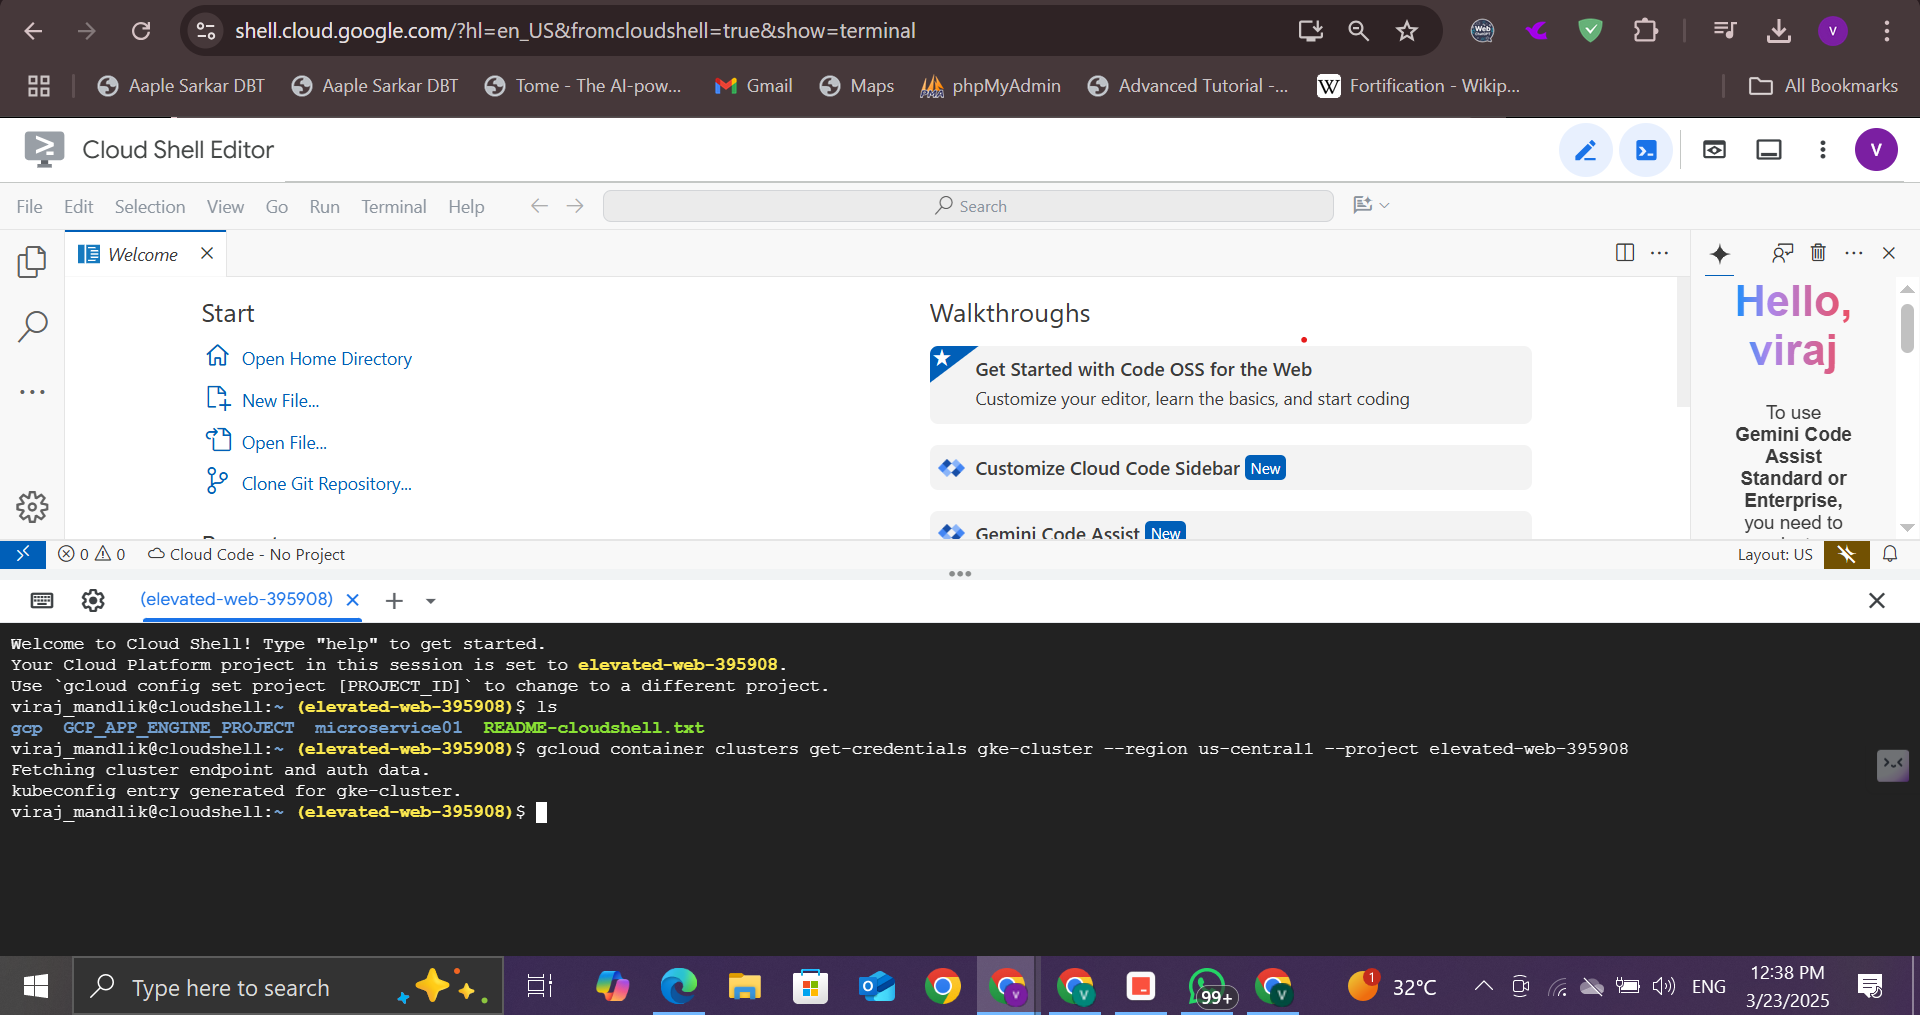 shell.cloud.google.com/?hl=en_US&fromcloudshell=true&show=terminal
V
Aaple Sarkar DBT
Aaple Sarkar DBT
Tome - The AI-pow...
Gmail
Maps
phpMyAdmin
Advanced Tutorial -...
W
Fortification - Wikip...
All Bookmarks
Cloud Shell Editor
V
File Edit Selection View Go Run Terminal Help
Search
Welcome
Start
Open Home Directory
New File...
Open File...
Clone Git Repository...
Walkthroughs
Get Started with Code OSS for the Web
Customize your editor, learn the basics, and start coding
Customize Cloud Code Sidebar New
Gemini Code Assist New
Hello,
viraj
To use
Gemini Code
Assist
Standard or
Enterprise,
you need to
0 0 Cloud Code - No Project
Layout: US
(elevated-web-395908)
Welcome to Cloud Shell! Type "help" to get started.
Your Cloud Platform project in this session is set to elevated-web-395908.
Use `gcloud config set project [PROJECT_ID]` to change to a different project.
viraj_mandlik@cloudshell:~ (elevated-web-395908)$ ls
gcp GCP_APP_ENGINE_PROJECT microservice01 README-cloudshell.txt
viraj_mandlik@cloudshell:~ (elevated-web-395908)$ gcloud container clusters get-credentials gke-cluster --region us-central1 --project elevated-web-395908
Fetching cluster endpoint and auth data.
kubeconfig entry generated for gke-cluster.
viraj_mandlik@cloudshell:~ (elevated-web-395908)$
Type here to search
V
V
99+
V
1
32°C
ENG
12:38 PM
3/23/2025